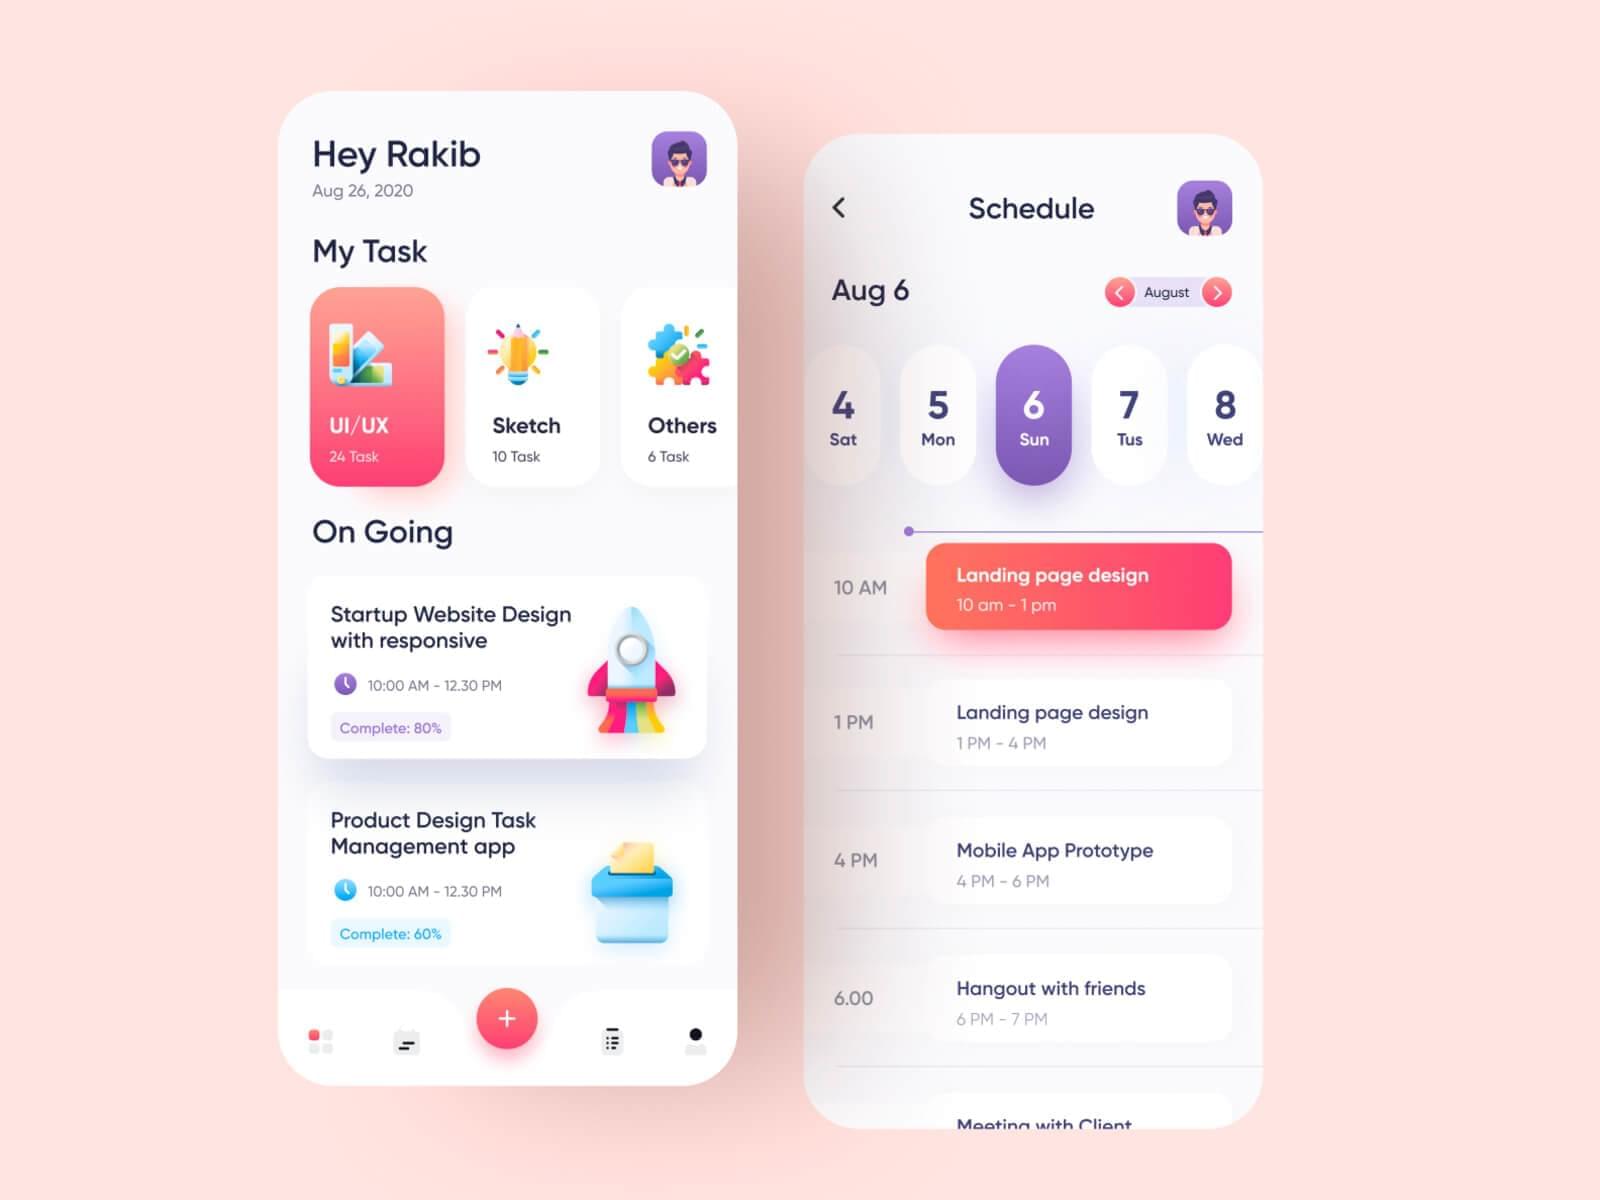 Hey Rakib
Aug 26, 2020
My Task
UI/UX
24 Task
Sketch
10 Task
Others
6 Task
On Going
Startup Website Design
with responsive
10:00 AM - 12.30 PM
Complete: 80%
Product Design Task
Management app
10:00 AM - 12.30 PM
Complete: 60%
Schedule
Aug 6
August
4
Sat
5
Mon
6
Sun
7
Tus
8
Wed
10 AM
Landing page design
10 am - 1 pm
1 PM
Landing page design
1 PM - 4 PM
4 PM
Mobile App Prototype
4 PM - 6 PM
6.00
Hangout with friends
6 PM - 7 PM
Meeting with Client